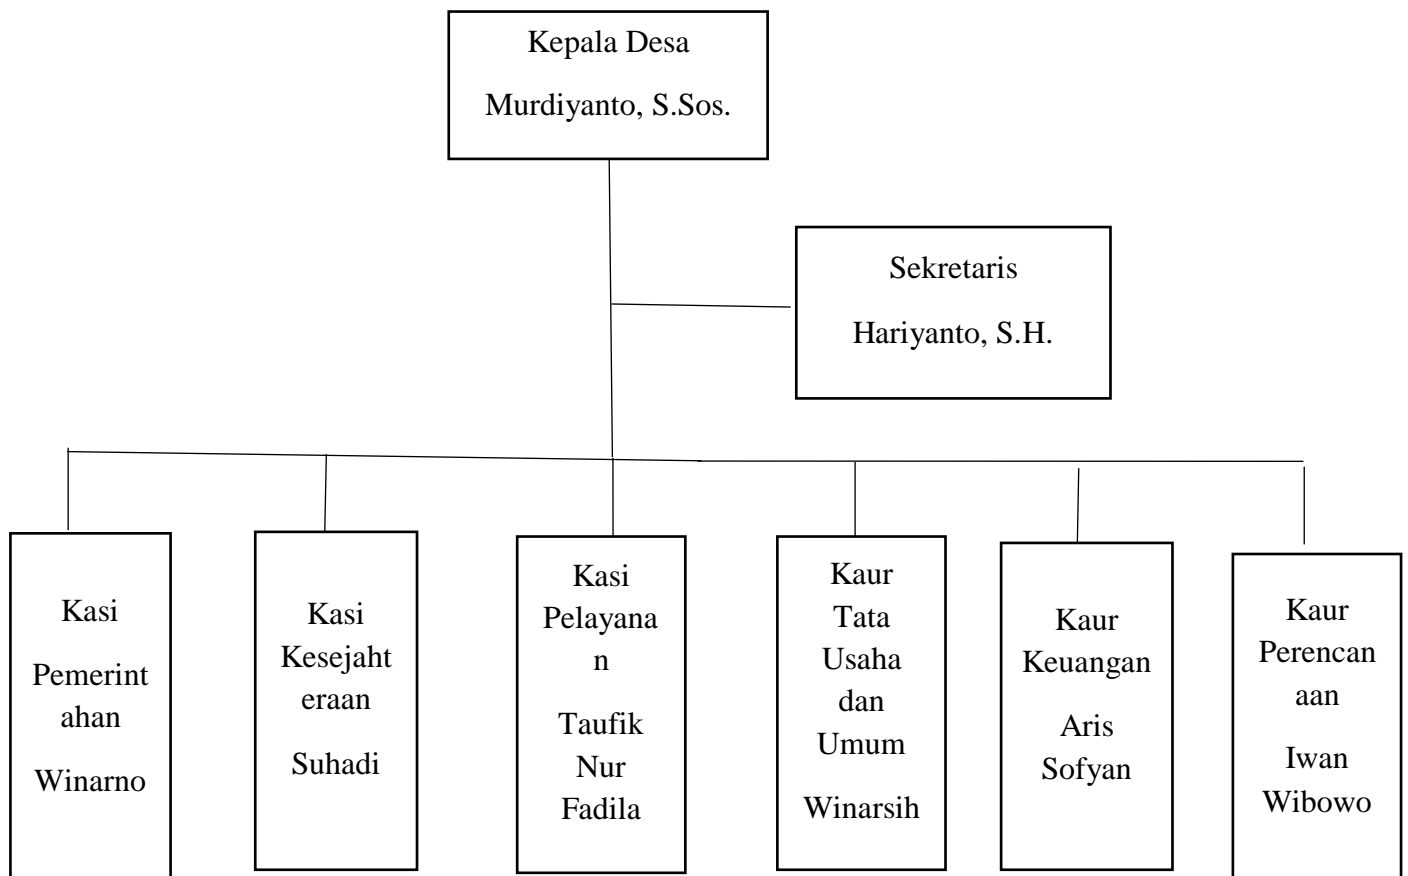 Kepala Desa
Murdiyanto, S.Sos.
Sekretaris
Hariyanto, S.H.
Kasi
Pemerint
ahan
Winarno
Kasi
Kesejaht
eraan
Suhadi
Kasi
Pelayana
n
Taufik
Nur
Fadila
Kaur
Tata
Usaha
dan
Umum
Winarsih
Kaur
Keuangan
Aris
Sofyan
Kaur
Perencan
aan
Iwan
Wibowo